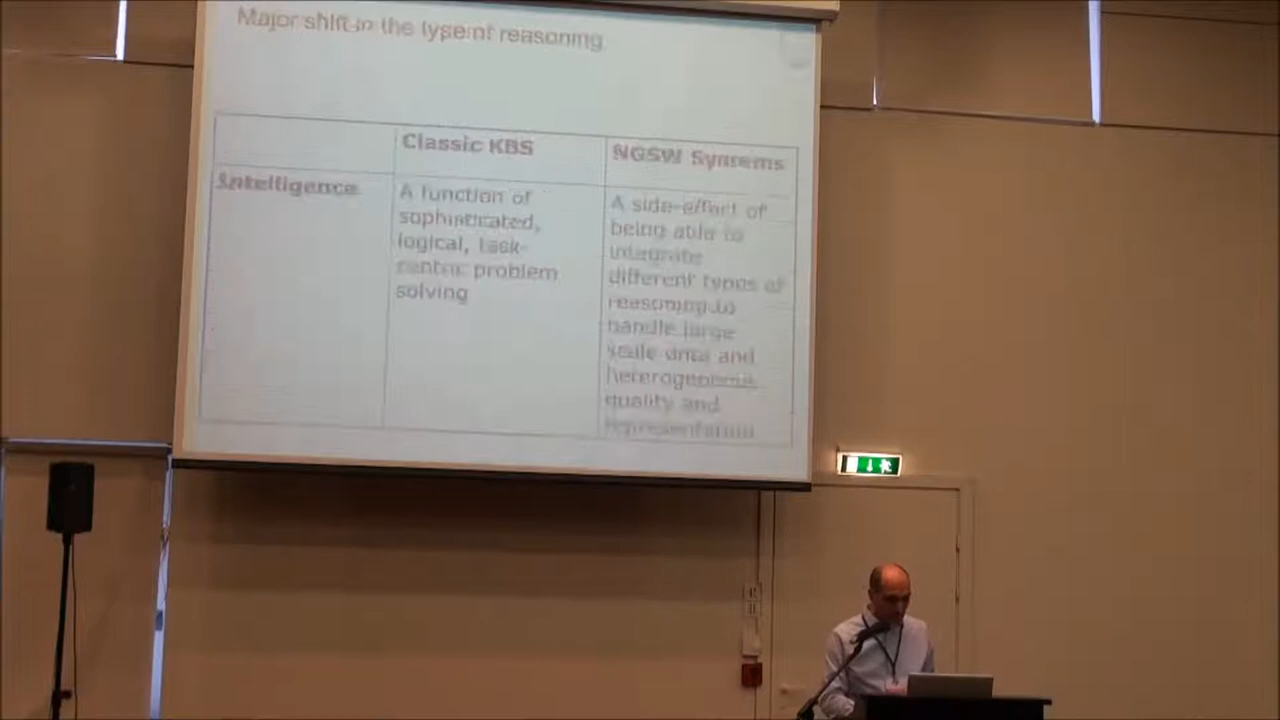 Major shift in the type of reasoning
Classic KBS
NGSW Systems
Intelligence
A function of
sophisticated,
logical, task-
centric problem
solving
A side-effect of
being able to
integrate
different types of
reasoning to
handle large
scale data and
heterogeneous
quality and
representation